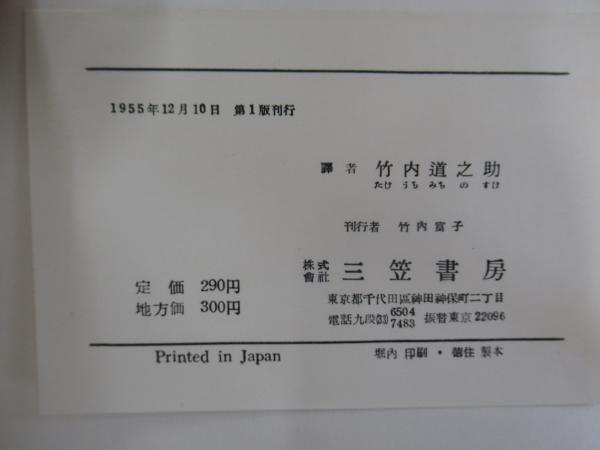 1955年12月10日 第1版刊行
譯者 竹内道之助
たけ うち みち の すけ
刊行者 竹内富子
株式會社 三笠書房
定価 290円
地方価 300円
東京都千代田區神田神保町二丁目
電話九段(33)6504 7483 振替東京22096
Printed in Japan
堀内 印刷・徳住 製本